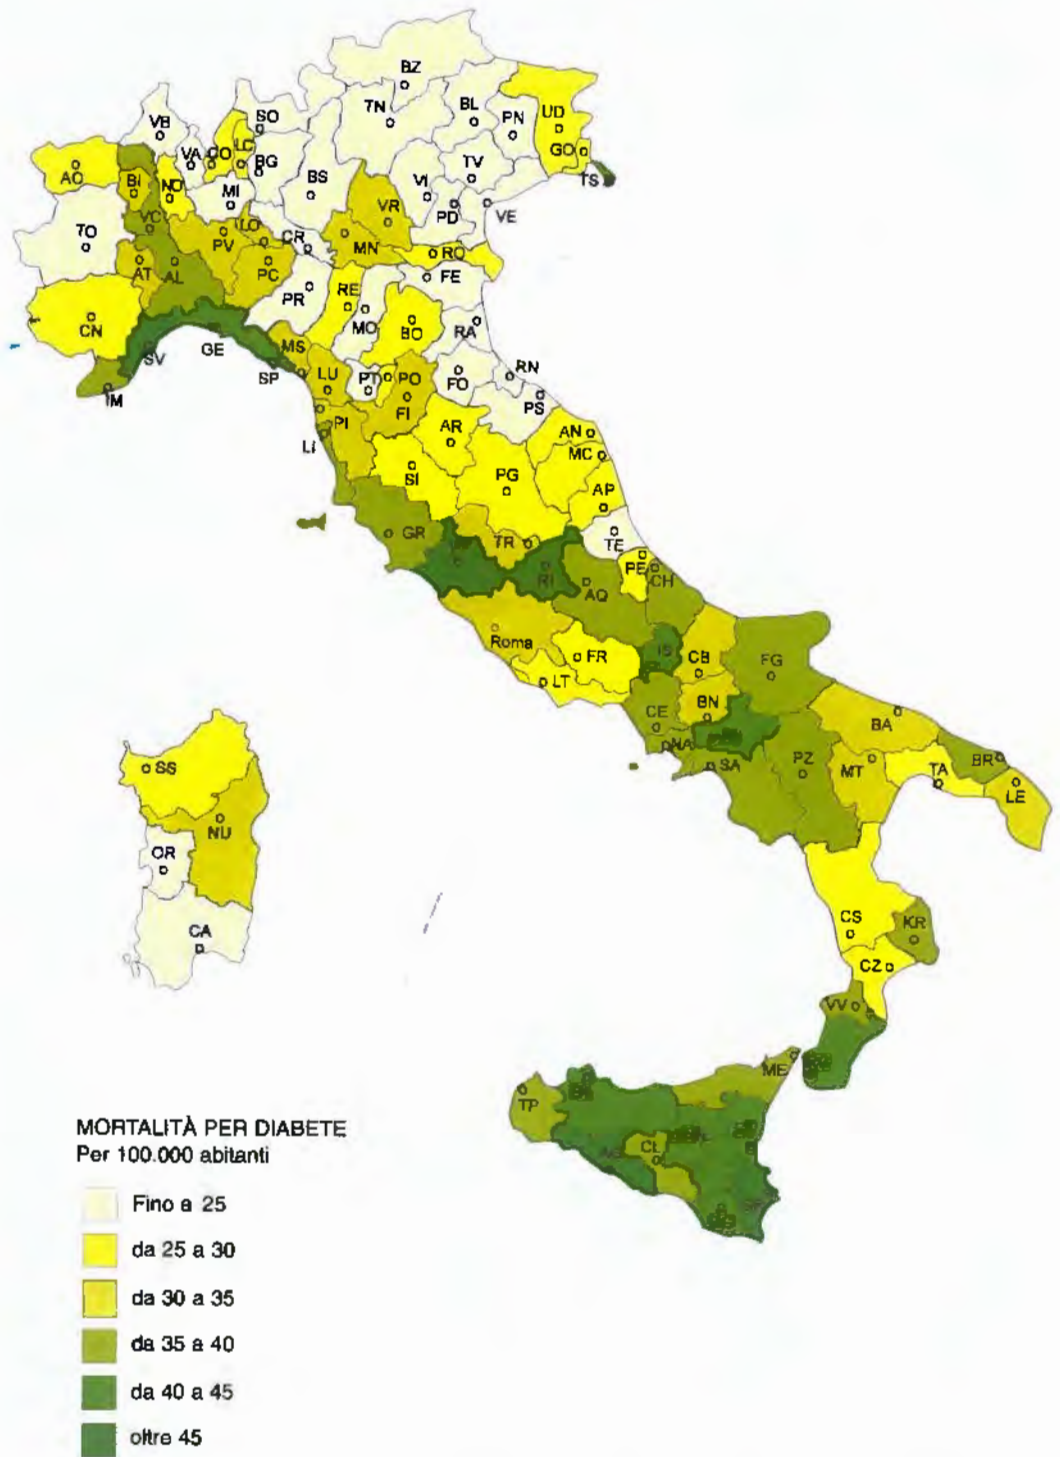 BZ
SO
TN
BL
PN
UD
VB
VA
CO
LC
BG
BS
TV
GO
TS
AO
BI
NO
MI
VI
PD
VE
VR
TO
VC
PV
LO
CR
MN
RO
AT
AL
PC
FE
PR
RE
MO
BO
RA
CN
SV
GE
SP
MS
LU
PT
PO
FO
RN
PS
IM
FI
PI
AR
AN
MC
LI
SI
PG
AP
GR
TR
TE
RI
PE
CH
AQ
Roma
FR
IS
CB
FG
LT
BN
CE
BA
NA
SA
PZ
MT
TA
BR
LE
SS
NU
OR
CA
CS
KR
CZ
VV
ME
TP
AG
CL
MORTALITÀ PER DIABETE
Per 100.000 abitanti
Fino a 25
da 25 a 30
da 30 a 35
da 35 a 40
da 40 a 45
oltre 45